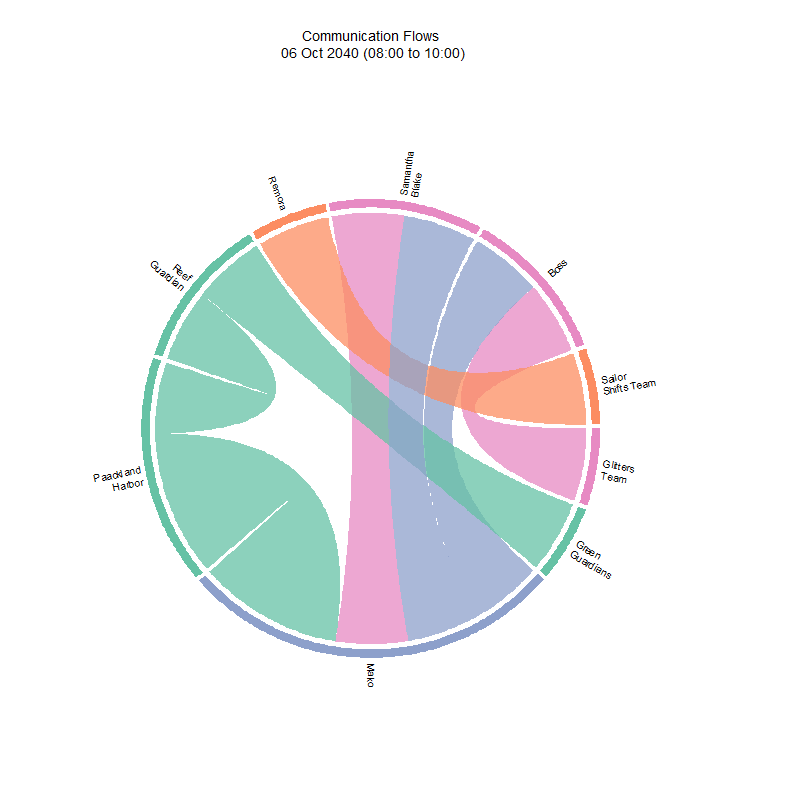 Communication Flows
06 Oct 2040 (08:00 to 10:00)
Samantha
Blake
Remora
Boss
Reef
Guardian
Sailor
Shifts Team
Paackland
Harbor
Glitters
Team
Green
Guardians
Mako